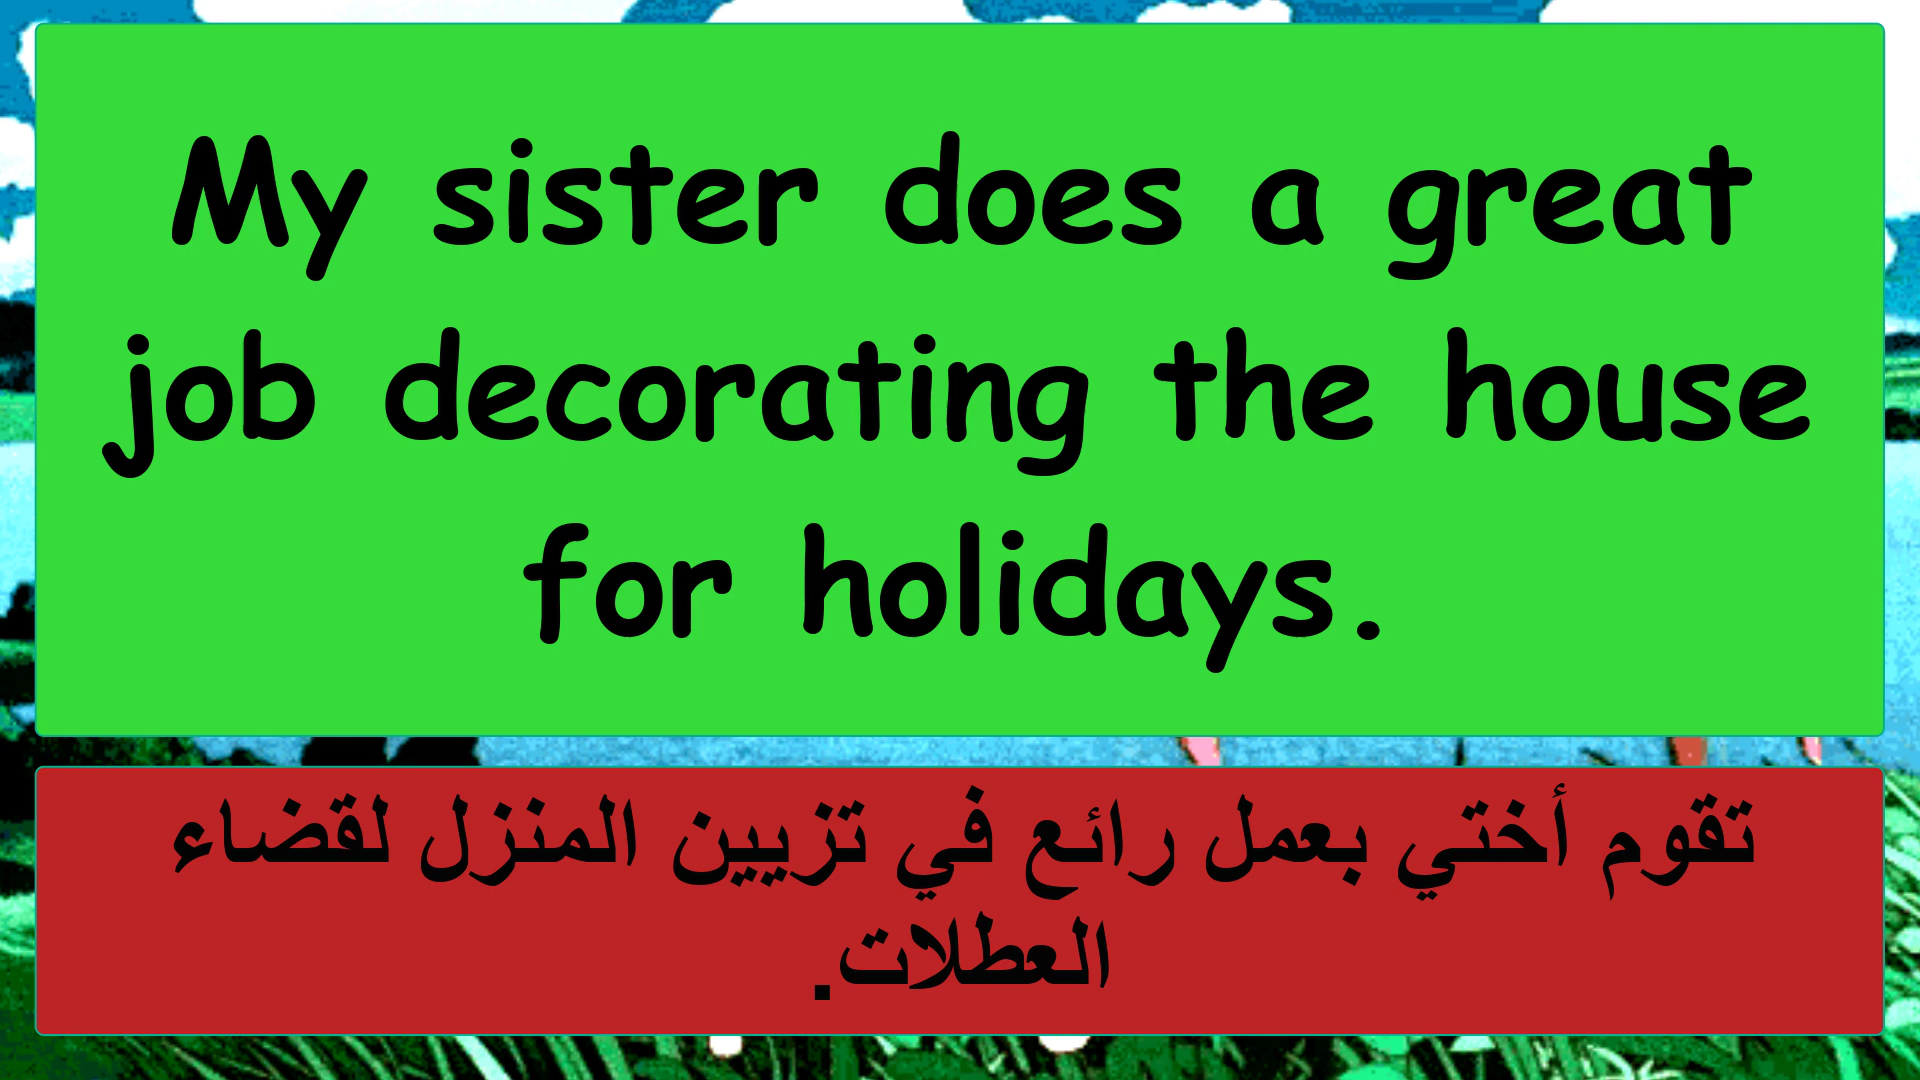 My sister does a great
job decorating the house
for holidays.
تقوم أختي بعمل رائع في تزيين المنزل لقضاء
العطلات.